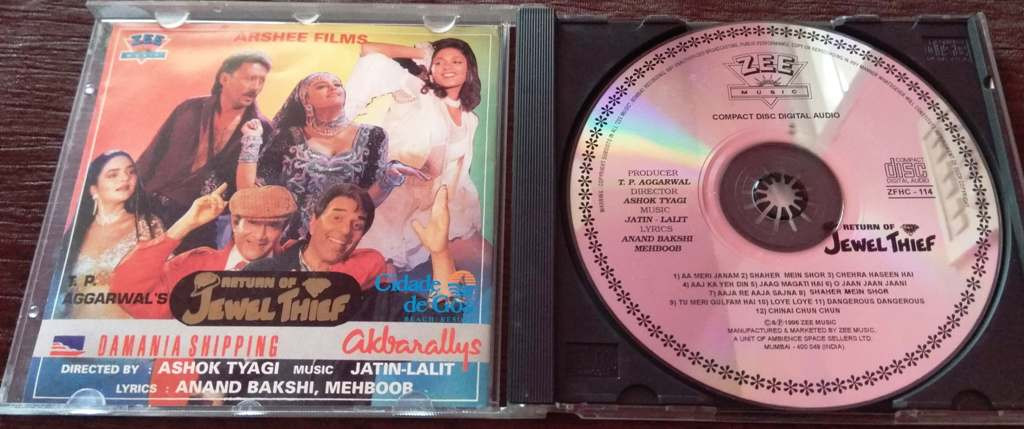 ZEE
ARSHEE FILMS
T. P.
AGGARWAL'S
RETURN OF
JEWEL THIEF
Cidade
de Goa
BEACH RESORT
DAMANIA SHIPPING
Akbarallys
DIRECTED BY : ASHOK TYAGI MUSIC JATIN-LALIT
LYRICS : ANAND BAKSHI, MEHBOOB
ZEE
MUSIC
COMPACT DISC DIGITAL AUDIO
PRODUCER
T. P. AGGARWAL
DIRECTOR
ASHOK TYAGI
MUSIC
JATIN - LALIT
LYRICS
ANAND BAKSHI
MEHBOOB
COMPACT
disc
DIGITAL AUDIO
ZFHC - 114
RETURN OF
JEWEL THIEF
1) AA MERI JANAM 2) SHAHER MEIN SHOR 3) CHEHRA HASEEN HAI
4) AAJ KA YEH DIN 5) JAAG MAGATI HAI 6) O JAAN JAAN JAANI
7) AAJA RE AAJA SAJNA 8) SHAHER MEIN SHOR
9) TU MERI GULFAM HAI 10) LOYE LOYE 11) DANGEROUS DANGEROUS
12) CHINAI CHUN CHUN
©&℗ 1996 ZEE MUSIC
MANUFACTURED & MARKETED BY ZEE MUSIC,
A UNIT OF AMBIENCE SPACE SELLERS LTD.
MUMBAI - 400 049 (INDIA)